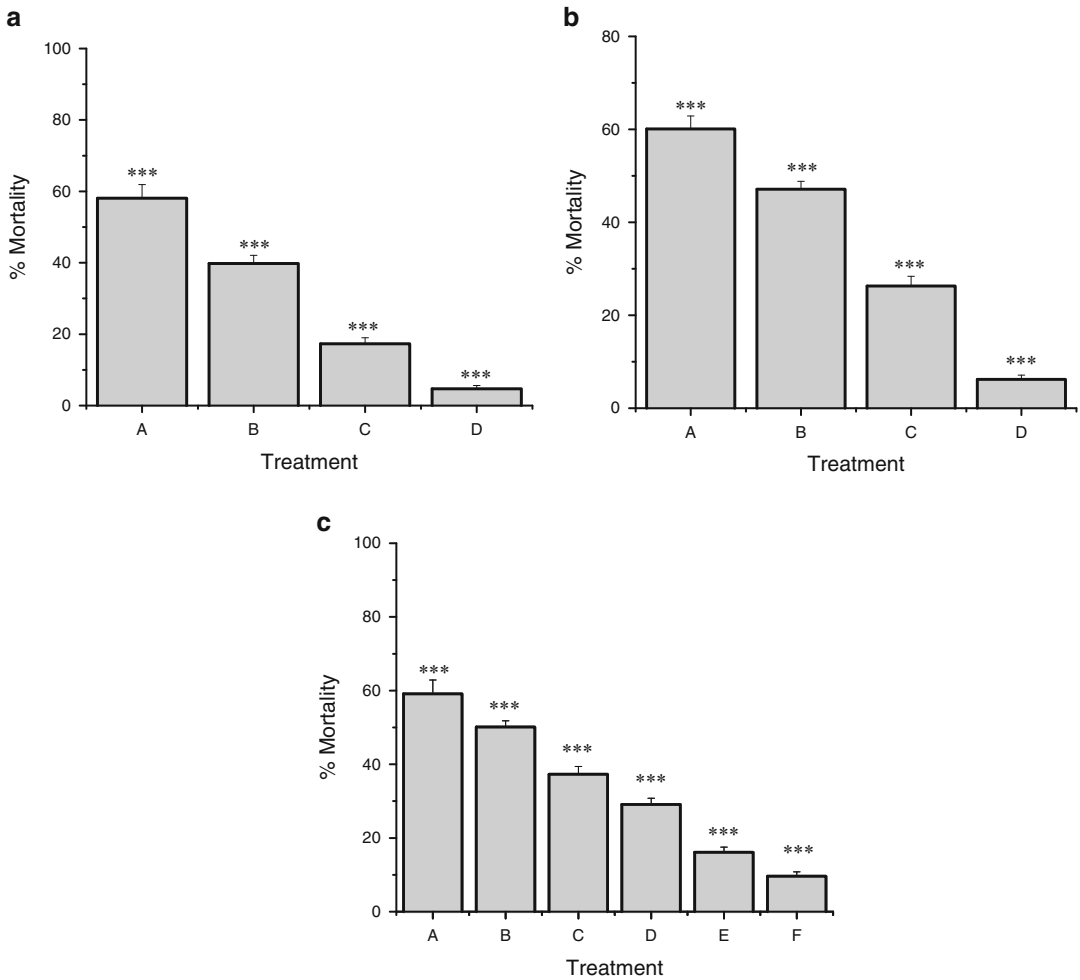 a
100
80
60
40
20
0
% Mortality
***
***
***
***
A B C D
Treatment
b
80
60
40
20
0
% Mortality
***
***
***
***
A B C D
Treatment
c
100
80
60
40
20
0
% Mortality
***
***
***
***
***
***
A B C D E F
Treatment